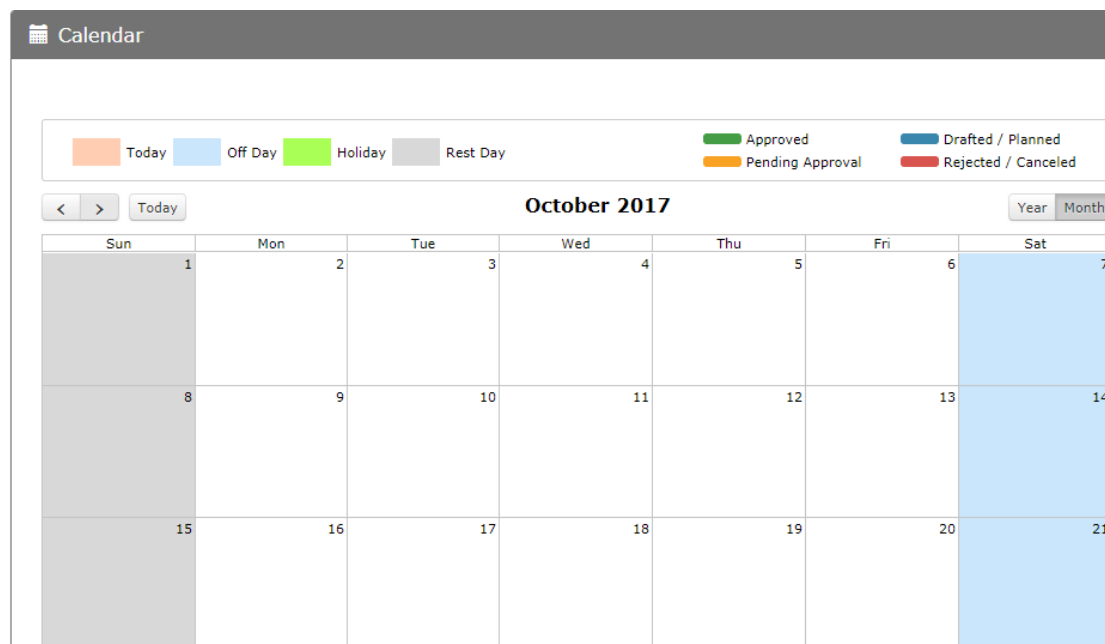 Calendar
Today Off Day Holiday Rest Day
Approved Drafted / Planned
Pending Approval Rejected / Canceled
< > Today October 2017 Year Month
Sun Mon Tue Wed Thu Fri Sat
1 2 3 4 5 6 7
8 9 10 11 12 13 14
15 16 17 18 19 20 21